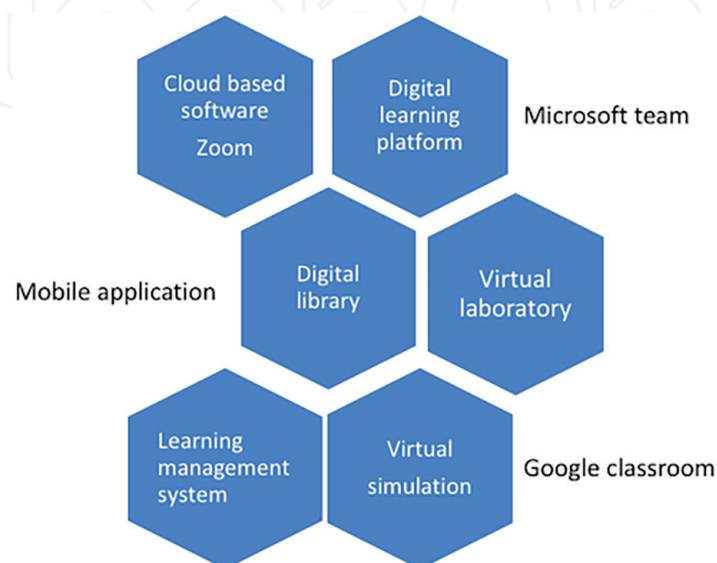 Cloud based
software
Zoom
Digital
learning
platform
Microsoft team
Mobile application
Digital
library
Virtual
laboratory
Learning
management
system
Virtual
simulation
Google classroom